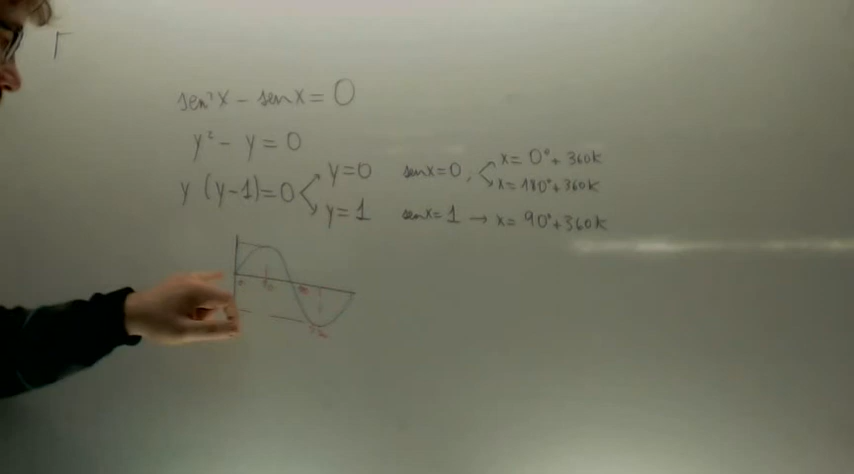 sen²x - senx = 0
y² - y = 0
y (y-1)=0 y=0 senx=0, x= 0°+ 360k
x= 180°+360k
y= 1 senx= 1 → x= 90°+360k